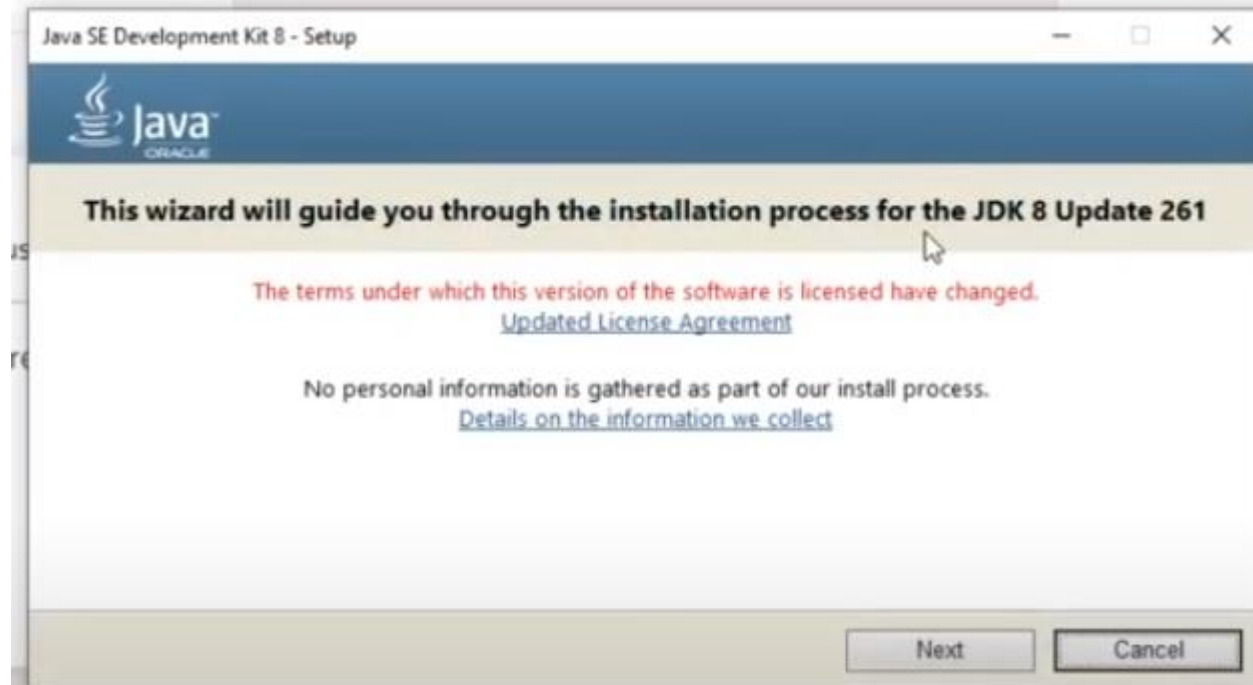 Java SE Development Kit 8 - Setup
Java™
ORACLE
This wizard will guide you through the installation process for the JDK 8 Update 261
The terms under which this version of the software is licensed have changed.
Updated License Agreement
No personal information is gathered as part of our install process.
Details on the information we collect
Next
Cancel